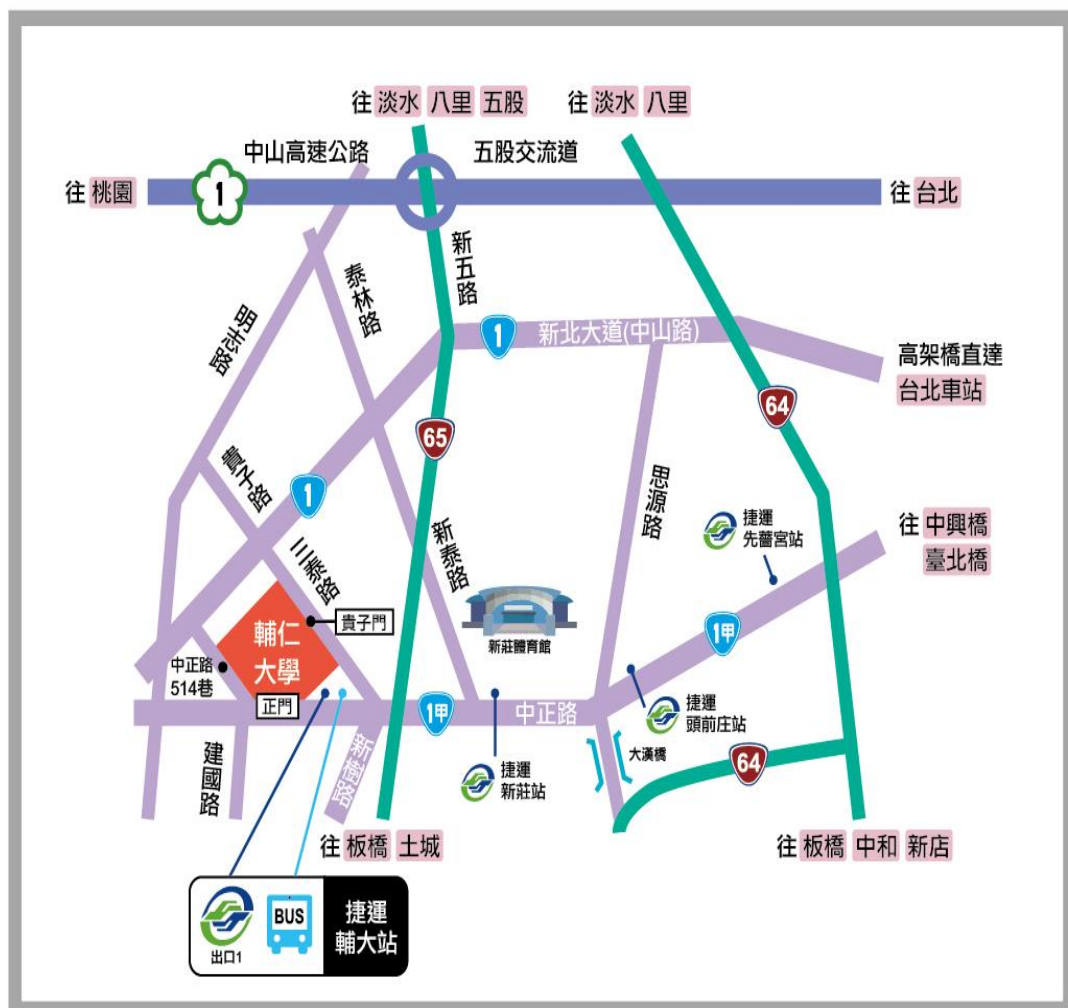 往 淡水 八里 五股
往 淡水 八里
中山高速公路
五股交流道
往 桃園
1
往 台北
新五路
泰林路
明志路
1
新北大道(中山路)
高架橋直達
台北車站
64
65
貴子路
1
思源路
捷運
先嗇宮站
往 中興橋
臺北橋
新泰路
三泰路
新莊體育館
貴子門
輔仁
大學
1甲
中正路
514巷
正門
1甲
中正路
捷運
頭前庄站
大漢橋
64
建國路
新樹路
捷運
新莊站
往 板橋 土城
往 板橋 中和 新店
BUS
出口1
捷運
輔大站